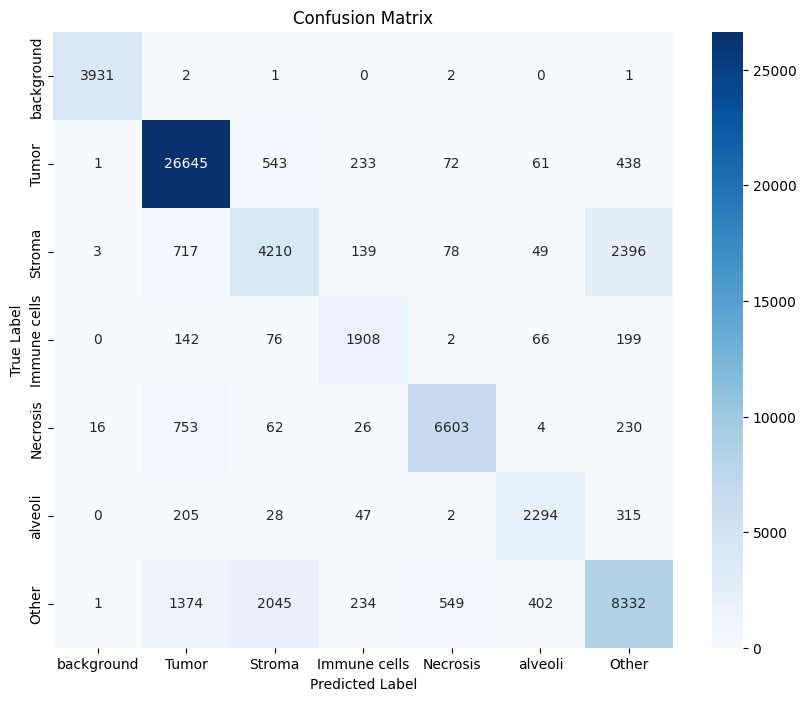 Confusion Matrix
background 3931 2 1 0 2 0 1
Tumor 1 26645 543 233 72 61 438
Stroma 3 717 4210 139 78 49 2396
Immune cells 0 142 76 1908 2 66 199
Necrosis 16 753 62 26 6603 4 230
alveoli 0 205 28 47 2 2294 315
Other 1 1374 2045 234 549 402 8332
background Tumor Stroma Immune cells Necrosis alveoli Other
Predicted Label
True Label
25000
20000
15000
10000
5000
0